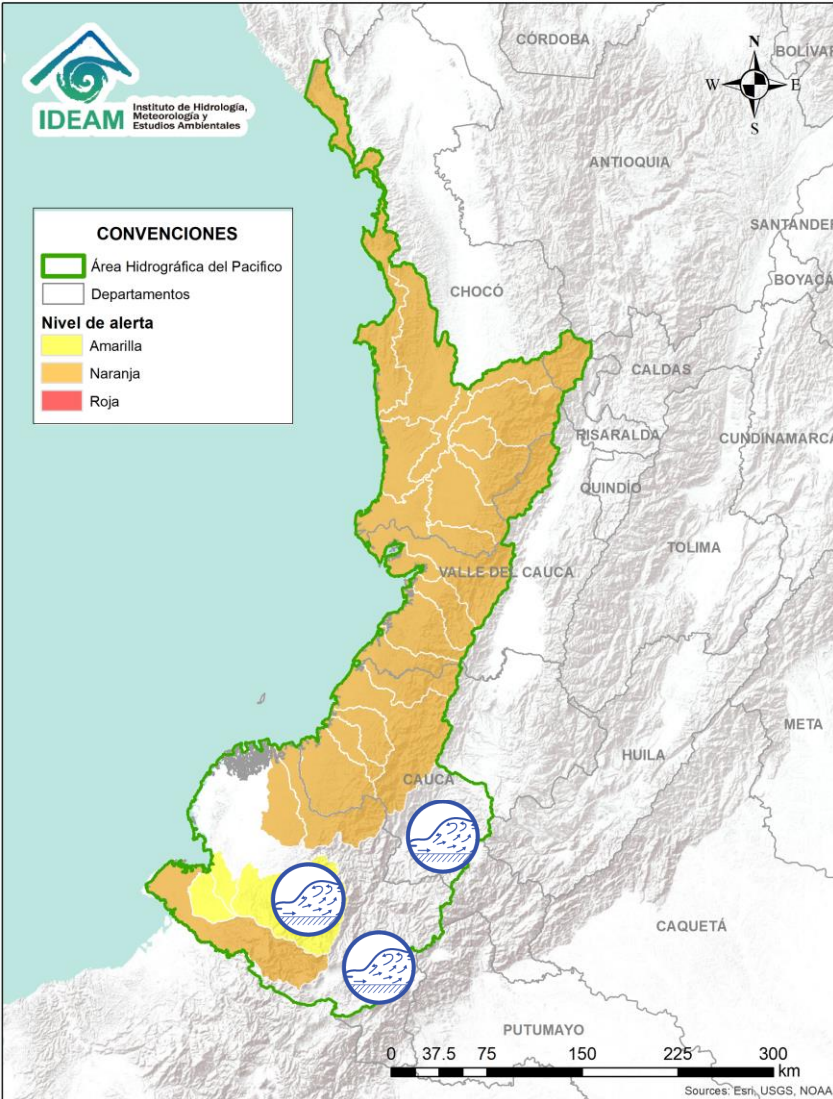 IDEAM
Instituto de Hidrología,
Meteorología y
Estudios Ambientales
CONVENCIONES
Área Hidrográfica del Pacifico
Departamentos
Nivel de alerta
Amarilla
Naranja
Roja
N
W
E
S
CÓRDOBA
BOLÍVAR
ANTIOQUIA
SANTANDER
BOYACÁ
CHOCÓ
CALDAS
RISARALDA
CUNDINAMARCA
QUINDÍO
TOLIMA
VALLE DEL CAUCA
META
HUILA
CAUCA
CAQUETÁ
PUTUMAYO
0 37.5 75 150 225 300
km
Sources: Esri, USGS, NOAA